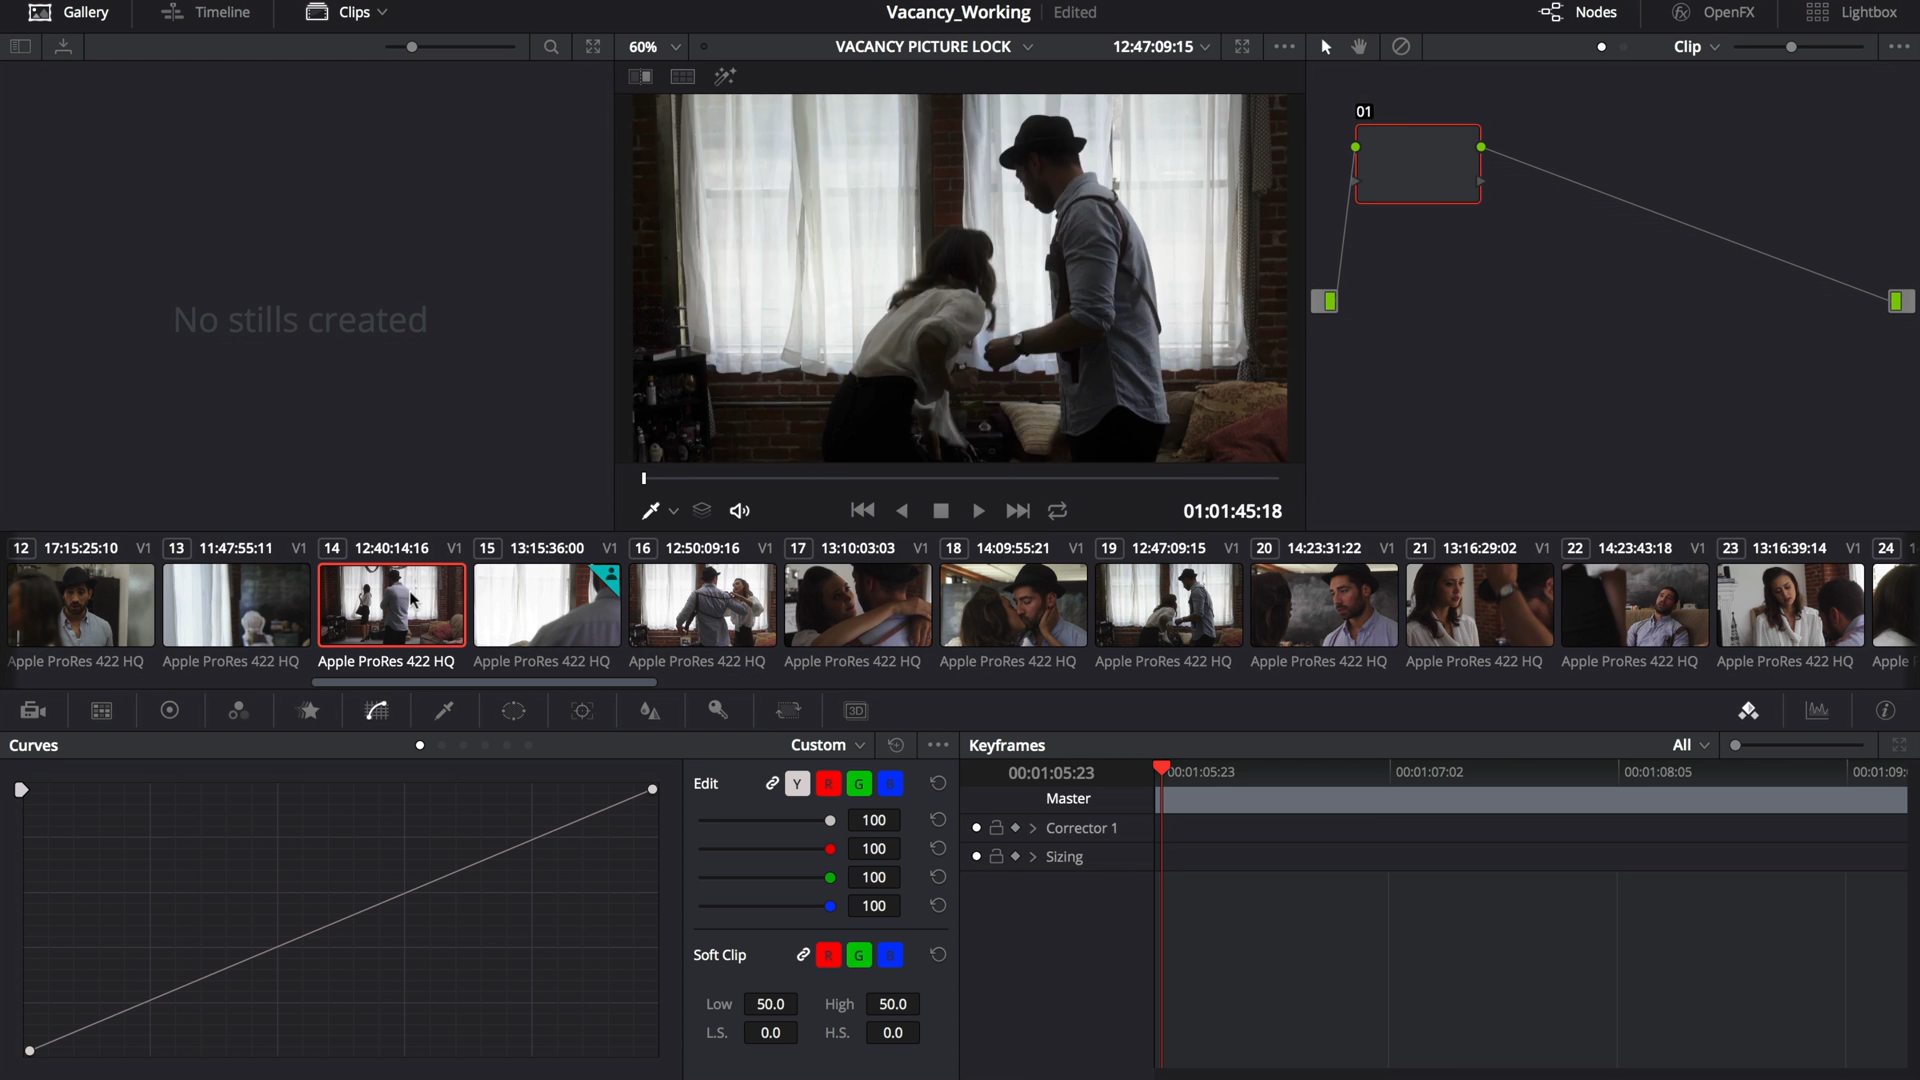 Gallery
Timeline
Clips
Vacancy_Working
Edited
Nodes
OpenFX
Lightbox
60%
VACANCY PICTURE LOCK
12:47:09:15
Clip
01
No stills created
01:01:45:18
12 17:15:25:10 V1
13 11:47:55:11 V1
14 12:40:14:16 V1
15 13:15:36:00 V1
16 12:50:09:16 V1
17 13:10:03:03 V1
18 14:09:55:21 V1
19 12:47:09:15 V1
20 14:23:31:22 V1
21 13:16:29:02 V1
22 14:23:43:18 V1
23 13:16:39:14 V1
24
Apple ProRes 422 HQ
Apple ProRes 422 HQ
Apple ProRes 422 HQ
Apple ProRes 422 HQ
Apple ProRes 422 HQ
Apple ProRes 422 HQ
Apple ProRes 422 HQ
Apple ProRes 422 HQ
Apple ProRes 422 HQ
Apple ProRes 422 HQ
Apple ProRes 422 HQ
Apple ProRes 422 HQ
Apple
3D
Curves
Custom
Keyframes
All
Edit
Y R G B
100
100
100
100
Soft Clip
R G B
Low 50.0 High 50.0
L.S. 0.0 H.S. 0.0
00:01:05:23
00:01:05:23
00:01:07:02
00:01:08:05
00:01:09:
Master
Corrector 1
Sizing